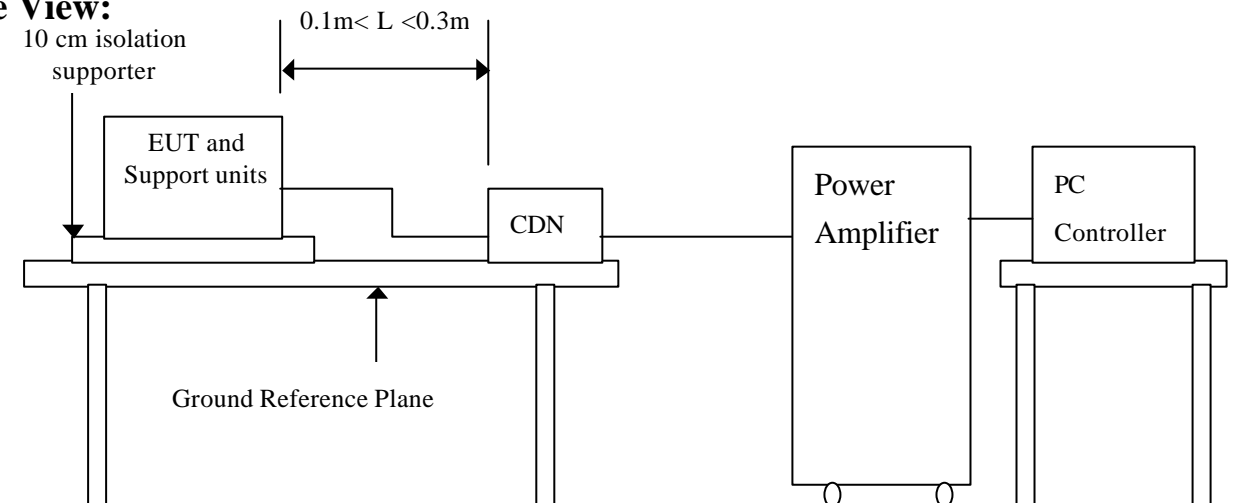 View:
10 cm isolation
supporter
0.1m< L <0.3m
EUT and
Support units
CDN
Power
Amplifier
PC
Controller
Ground Reference Plane